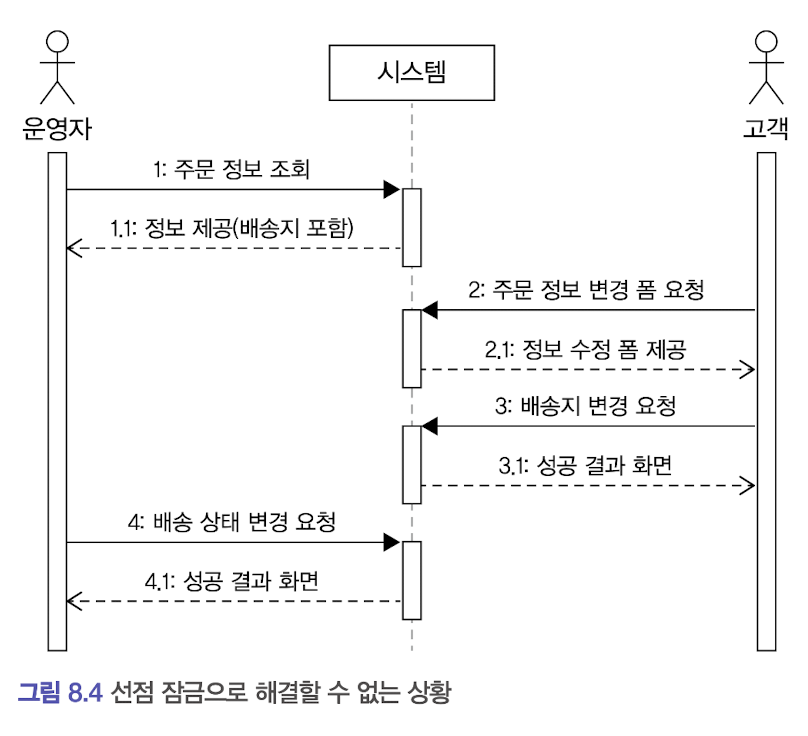 시스템
운영자
고객
1: 주문 정보 조회
1.1: 정보 제공(배송지 포함)
2: 주문 정보 변경 폼 요청
2.1: 정보 수정 폼 제공
3: 배송지 변경 요청
3.1: 성공 결과 화면
4: 배송 상태 변경 요청
4.1: 성공 결과 화면
그림 8.4 선점 잠금으로 해결할 수 없는 상황